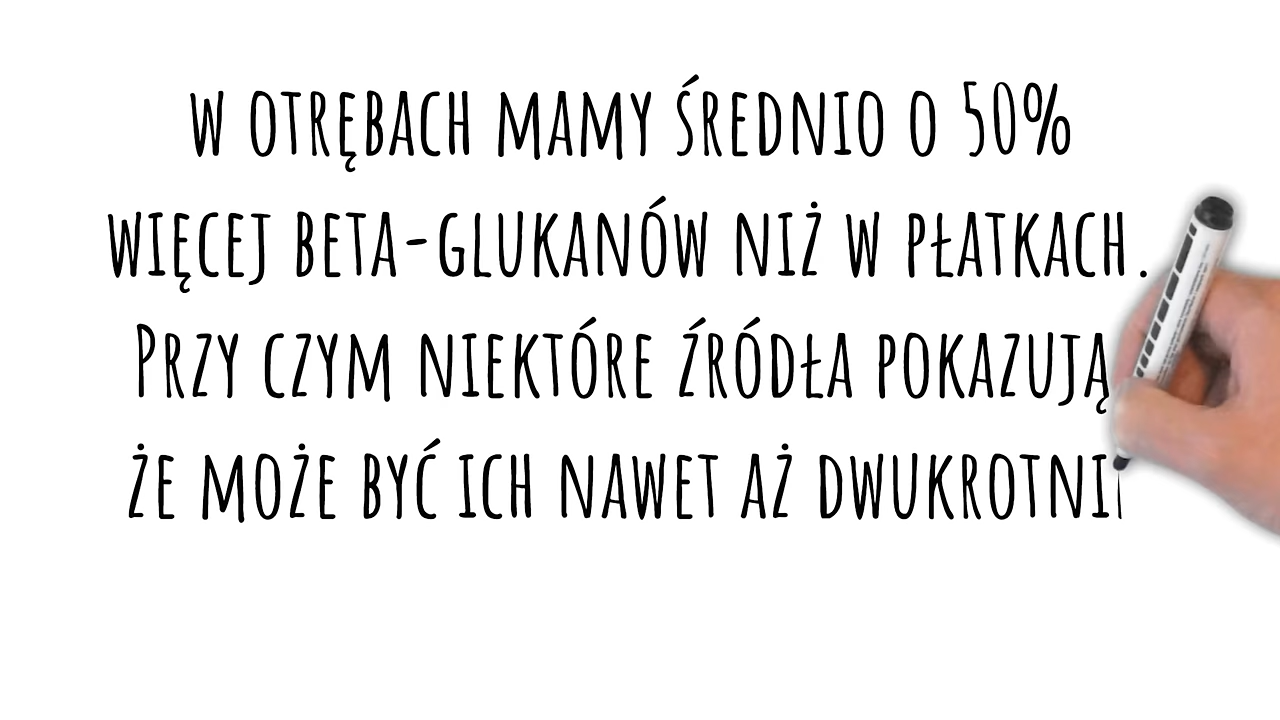 w otrębach mamy średnio o 50%
więcej beta-glukanów niż w płatkach.
Przy czym niektóre źródła pokazują
że może być ich nawet aż dwukrotni